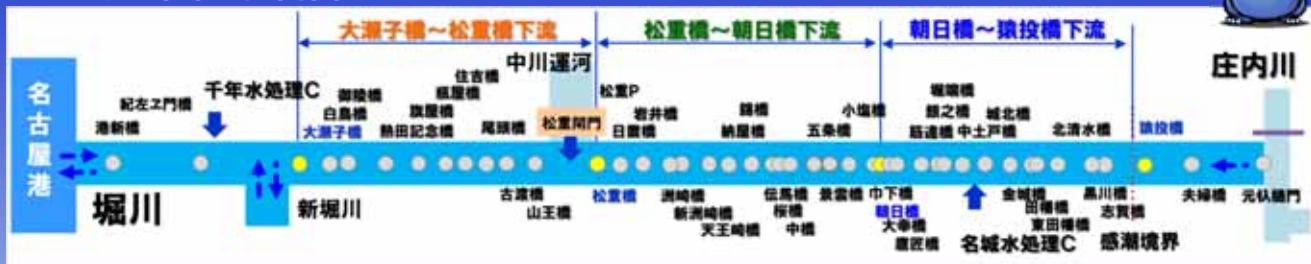 大瀬子橋～松重橋下流
松重橋～朝日橋下流
朝日橋～猿投橋下流
名古屋港
港新橋
紀左ヱ門橋
千年水処理C
堀川
新堀川
大瀬子橋
白鳥橋
御陵橋
熱田記念橋
旗屋橋
瓶屋橋
住吉橋
尾頭橋
古渡橋
山王橋
中川運河
松重閘門
松重P
松重橋
日置橋
岩井橋
洲崎橋
新洲崎橋
天王崎橋
納屋橋
錦橋
伝馬橋
桜橋
中橋
五条橋
景雲橋
小塩橋
巾下橋
朝日橋
大幸橋
鷹匠橋
筋違橋
銀之橋
堀端橋
中土戸橋
城北橋
名城水処理C
金城橋
田幡橋
東田幡橋
北清水橋
黒川橋
志賀橋
感潮境界
猿投橋
夫婦橋
元杁樋門
庄内川